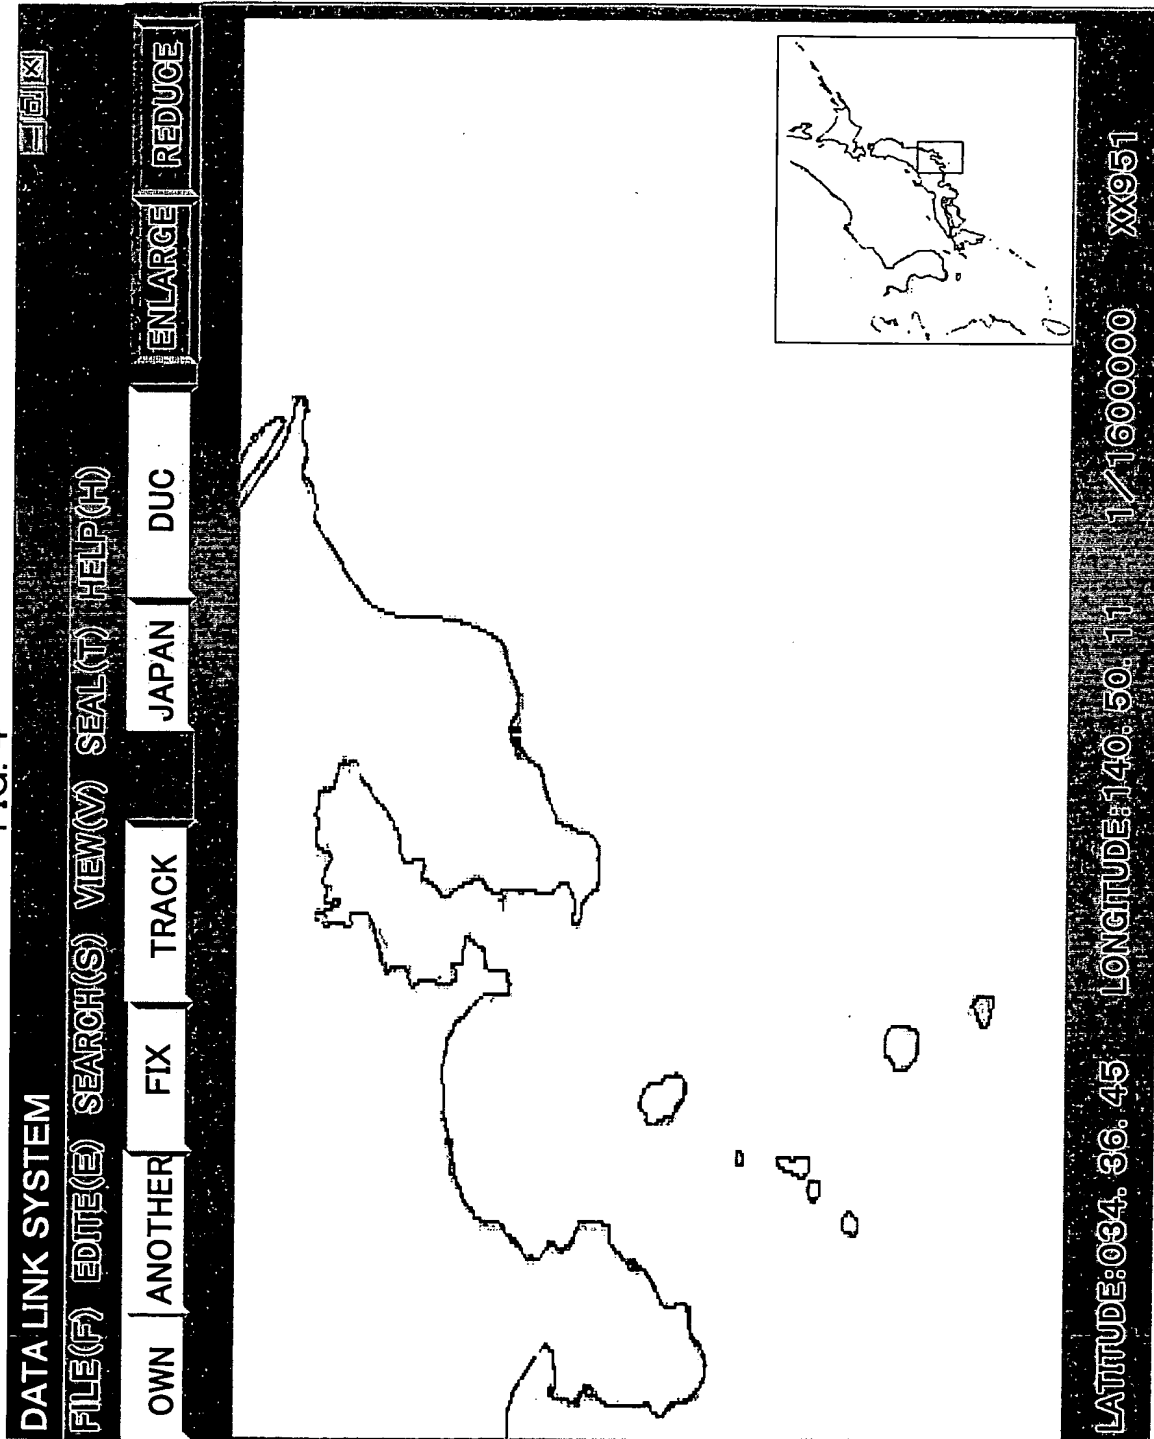 DATA LINK SYSTEM
FILE(F) EDITE(E) SEARCH(S) VIEW(V) SEAL(T) HELP(H)
OWN ANOTHER FIX TRACK JAPAN DUC ENLARGE REDUCE
LATITUDE:034. 36. 45 LONGITUDE:140. 50. 11 1/1600000 XX951